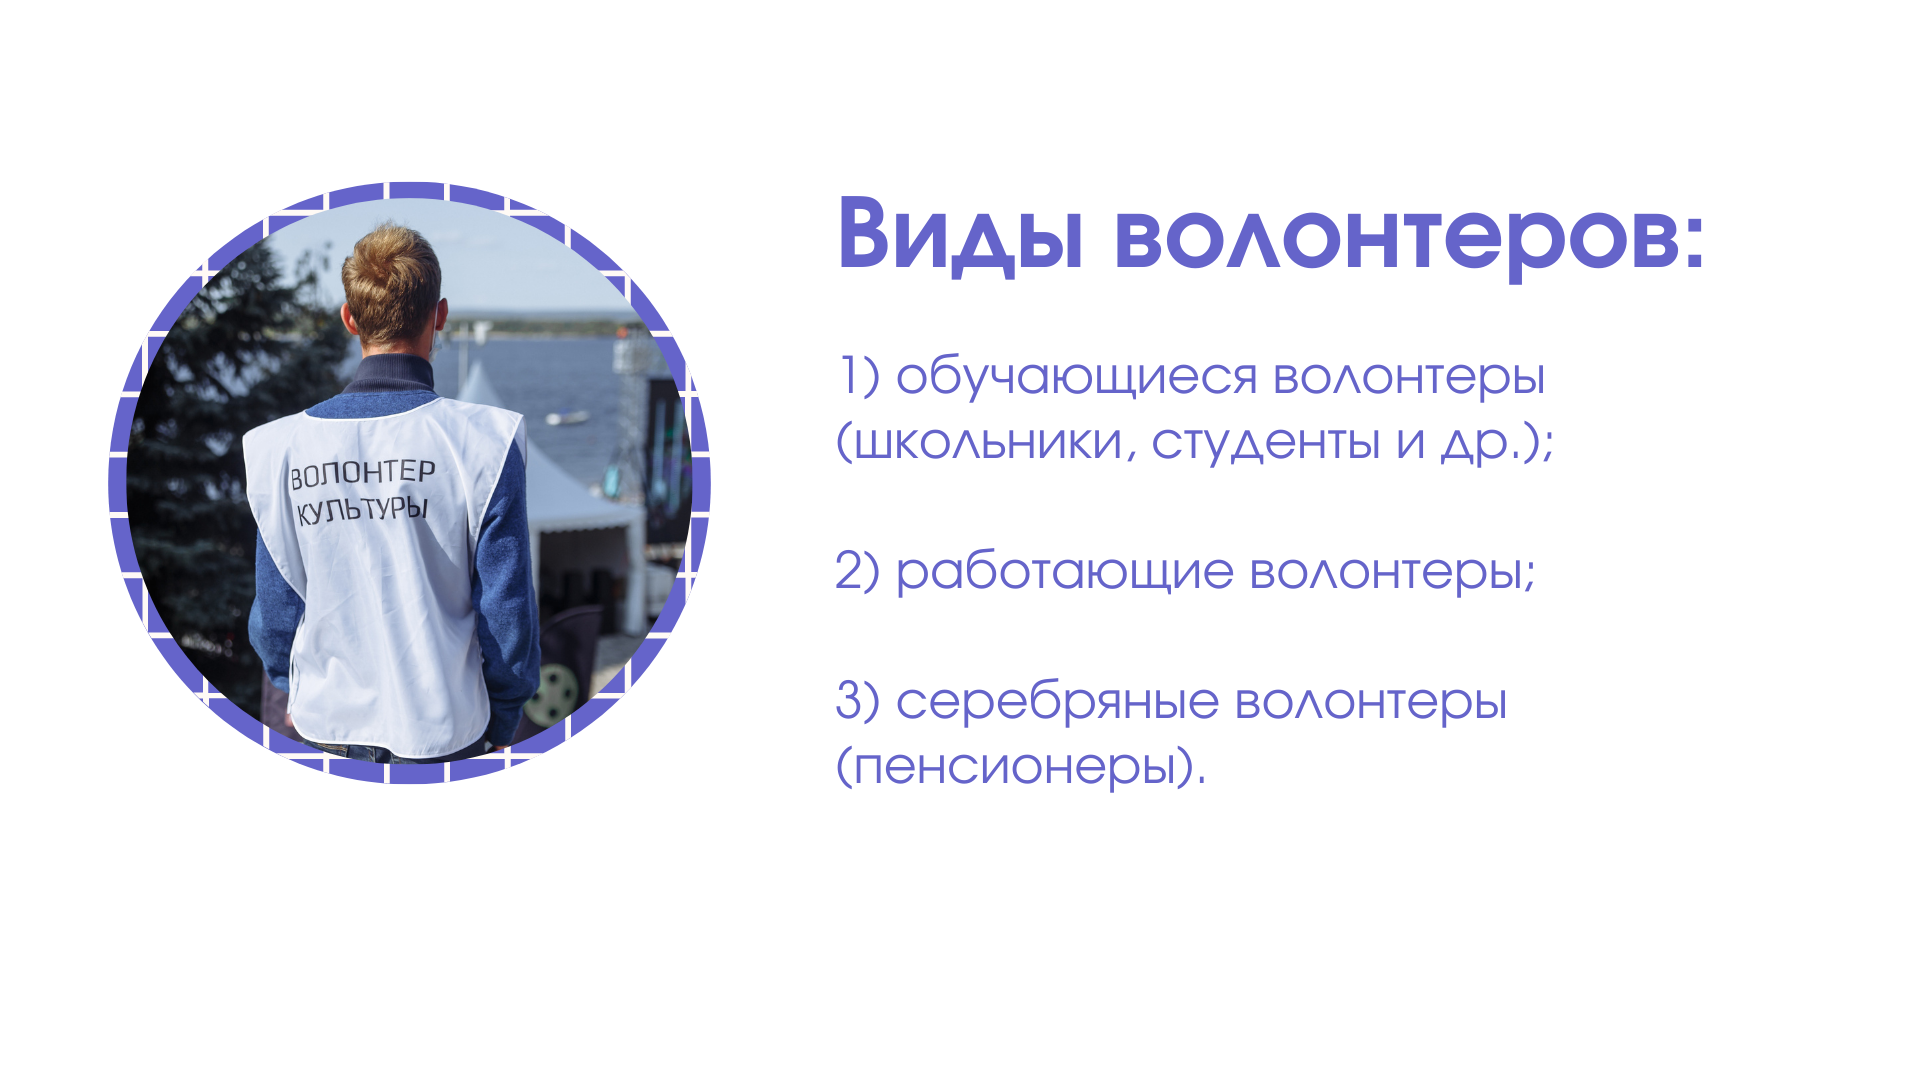 Виды волонтеров:
1) обучающиеся волонтеры
(школьники, студенты и др.);
2) работающие волонтеры;
3) серебряные волонтеры
(пенсионеры).
ВОЛОНТЕР
КУЛЬТУРЫ